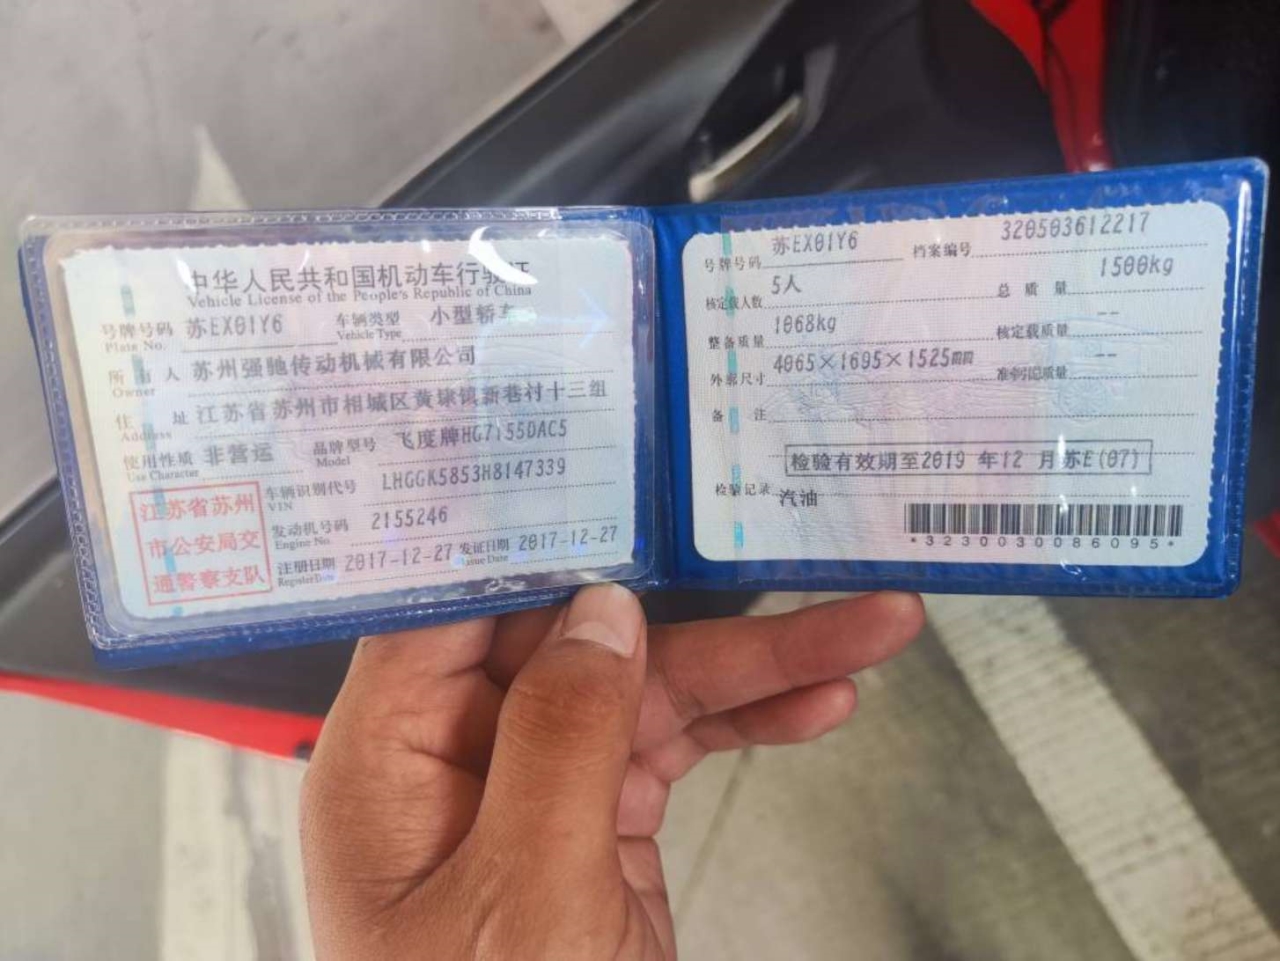 中华人民共和国机动车行驶证
Vehicle License of the People's Republic of China
号牌号码 苏EX01Y6 车辆类型 小型轿车
Plate No. Vehicle Type
所有人 苏州强驰传动机械有限公司
Owner
住址 江苏省苏州市相城区黄埭镇新巷村十三组
Address
使用性质 非营运 品牌型号 飞度牌HG7155DAC5
Use Character Model
江苏省苏州
市公安局交
通警察支队
车辆识别代号 LHGGK5853H8147339
VIN
发动机号码 2155246
Engine No.
注册日期 2017-12-27 发证日期 2017-12-27
Register Date Issue Date
号牌号码 苏EX01Y6 档案编号 320503612217
核定载人数 5人 总质量 1500kg
整备质量 1068kg 核定载质量 --
外廓尺寸 4065×1695×1525mm 准牵引总质量 --
备注
检验有效期至2019 年12 月 苏E(07)
检验记录 汽油
*3230030086095*